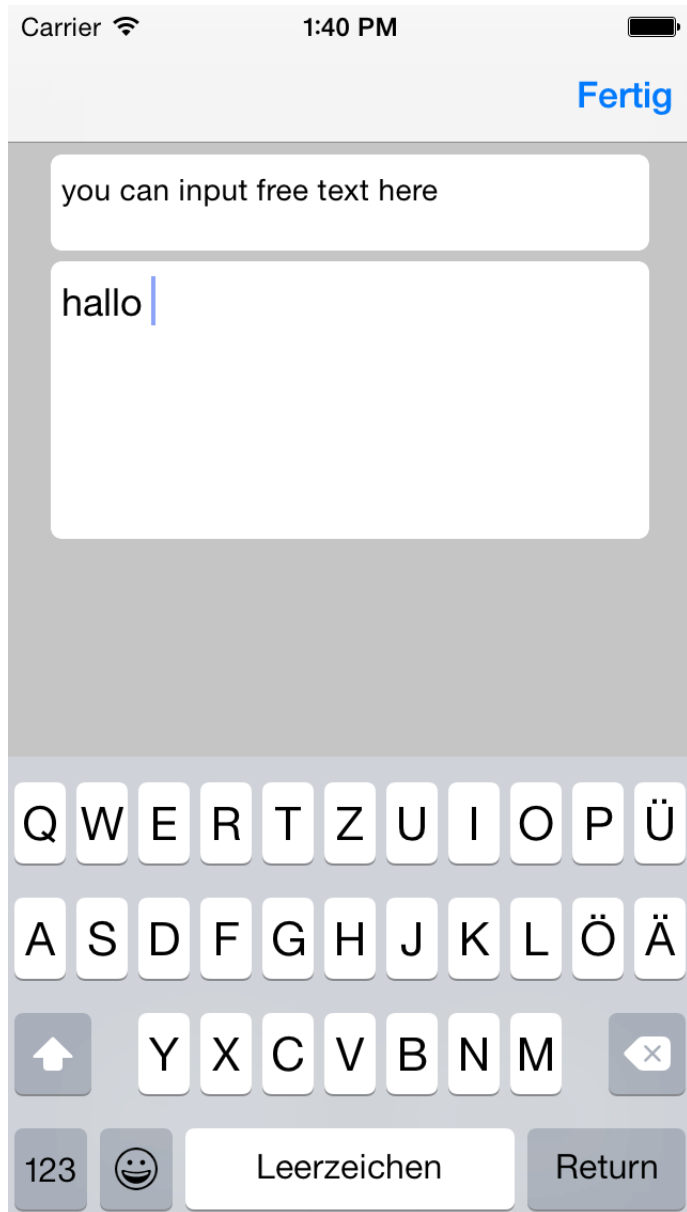 Carrier 1:40 PM
Fertig
you can input free text here
hallo
Q W E R T Z U I O P Ü
A S D F G H J K L Ö Ä
Y X C V B N M
123 Leerzeichen Return